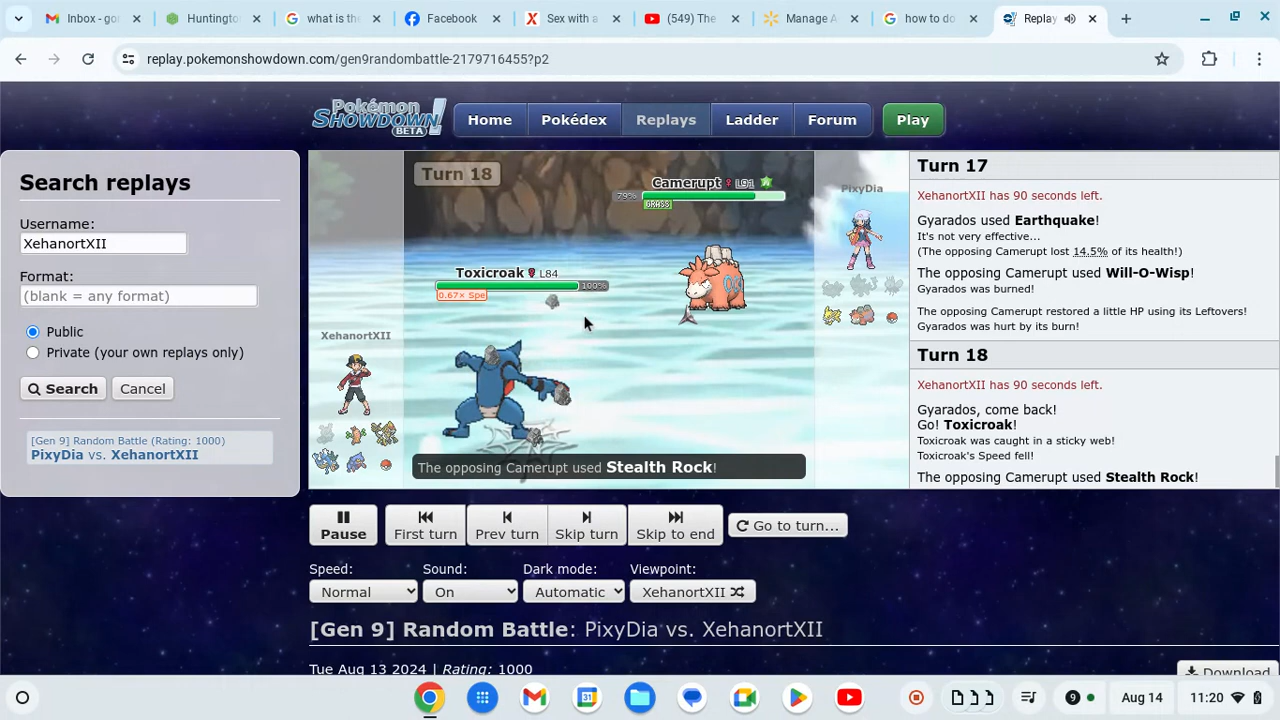 Inbox - go
Huntingto
what is the
Facebook
Sex with a
(549) The
Manage A
how to do
Replay
replay.pokemonshowdown.com/gen9randombattle-2179716455?p2
Pokémon
SHOWDOWN!
BETA
Home
Pokédex
Replays
Ladder
Forum
Play
Search replays
Username:
XehanortXII
Format:
(blank = any format)
Public
Private (your own replays only)
Search
Cancel
[Gen 9] Random Battle (Rating: 1000)
PixyDia vs. XehanortXII
Turn 18
Camerupt ♀ L91
79%
GRASS
PixyDia
Toxicroak ♀ L84
100%
0.67× Spe
XehanortXII
The opposing Camerupt used Stealth Rock!
Turn 17
XehanortXII has 90 seconds left.
Gyarados used Earthquake!
It's not very effective...
(The opposing Camerupt lost 14.5% of its health!)
The opposing Camerupt used Will-O-Wisp!
Gyarados was burned!
The opposing Camerupt restored a little HP using its Leftovers!
Gyarados was hurt by its burn!
Turn 18
XehanortXII has 90 seconds left.
Gyarados, come back!
Go! Toxicroak!
Toxicroak was caught in a sticky web!
Toxicroak's Speed fell!
The opposing Camerupt used Stealth Rock!
Pause
First turn
Prev turn
Skip turn
Skip to end
Go to turn...
Speed:
Sound:
Dark mode:
Viewpoint:
Normal
On
Automatic
XehanortXII
[Gen 9] Random Battle: PixyDia vs. XehanortXII
Tue Aug 13 2024 | Rating: 1000
Download
9
Aug 14
11:20